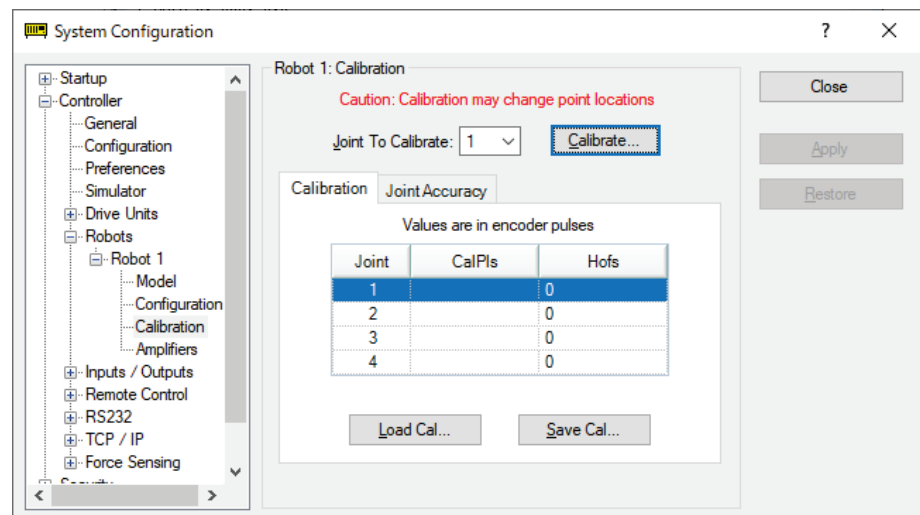 System Configuration
?
Startup
Controller
General
Configuration
Preferences
Simulator
Drive Units
Robots
Robot 1
Model
Configuration
Calibration
Amplifiers
Inputs / Outputs
Remote Control
RS232
TCP / IP
Force Sensing
Robot 1: Calibration
Caution: Calibration may change point locations
Joint To Calibrate: 1 Calibrate...
Calibration Joint Accuracy
Values are in encoder pulses
Joint CalPls Hofs
1 0
2 0
3 0
4 0
Load Cal... Save Cal...
Close
Apply
Restore